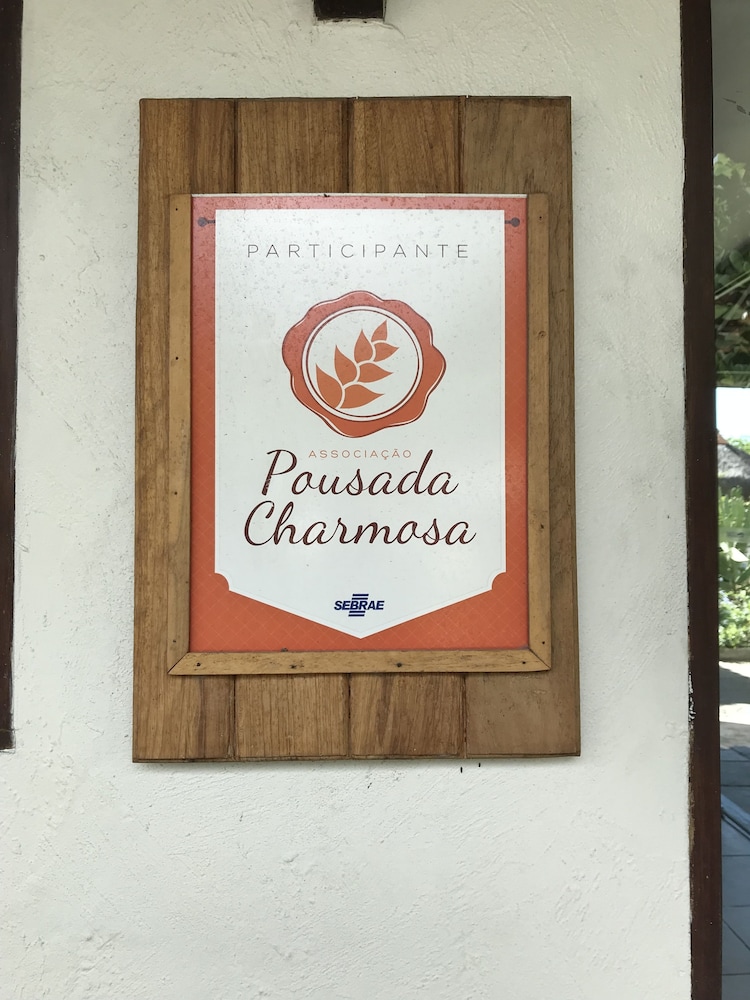 PARTICIPANTE
ASSOCIAÇÃO
Pousada
Charmosa
SEBRAE